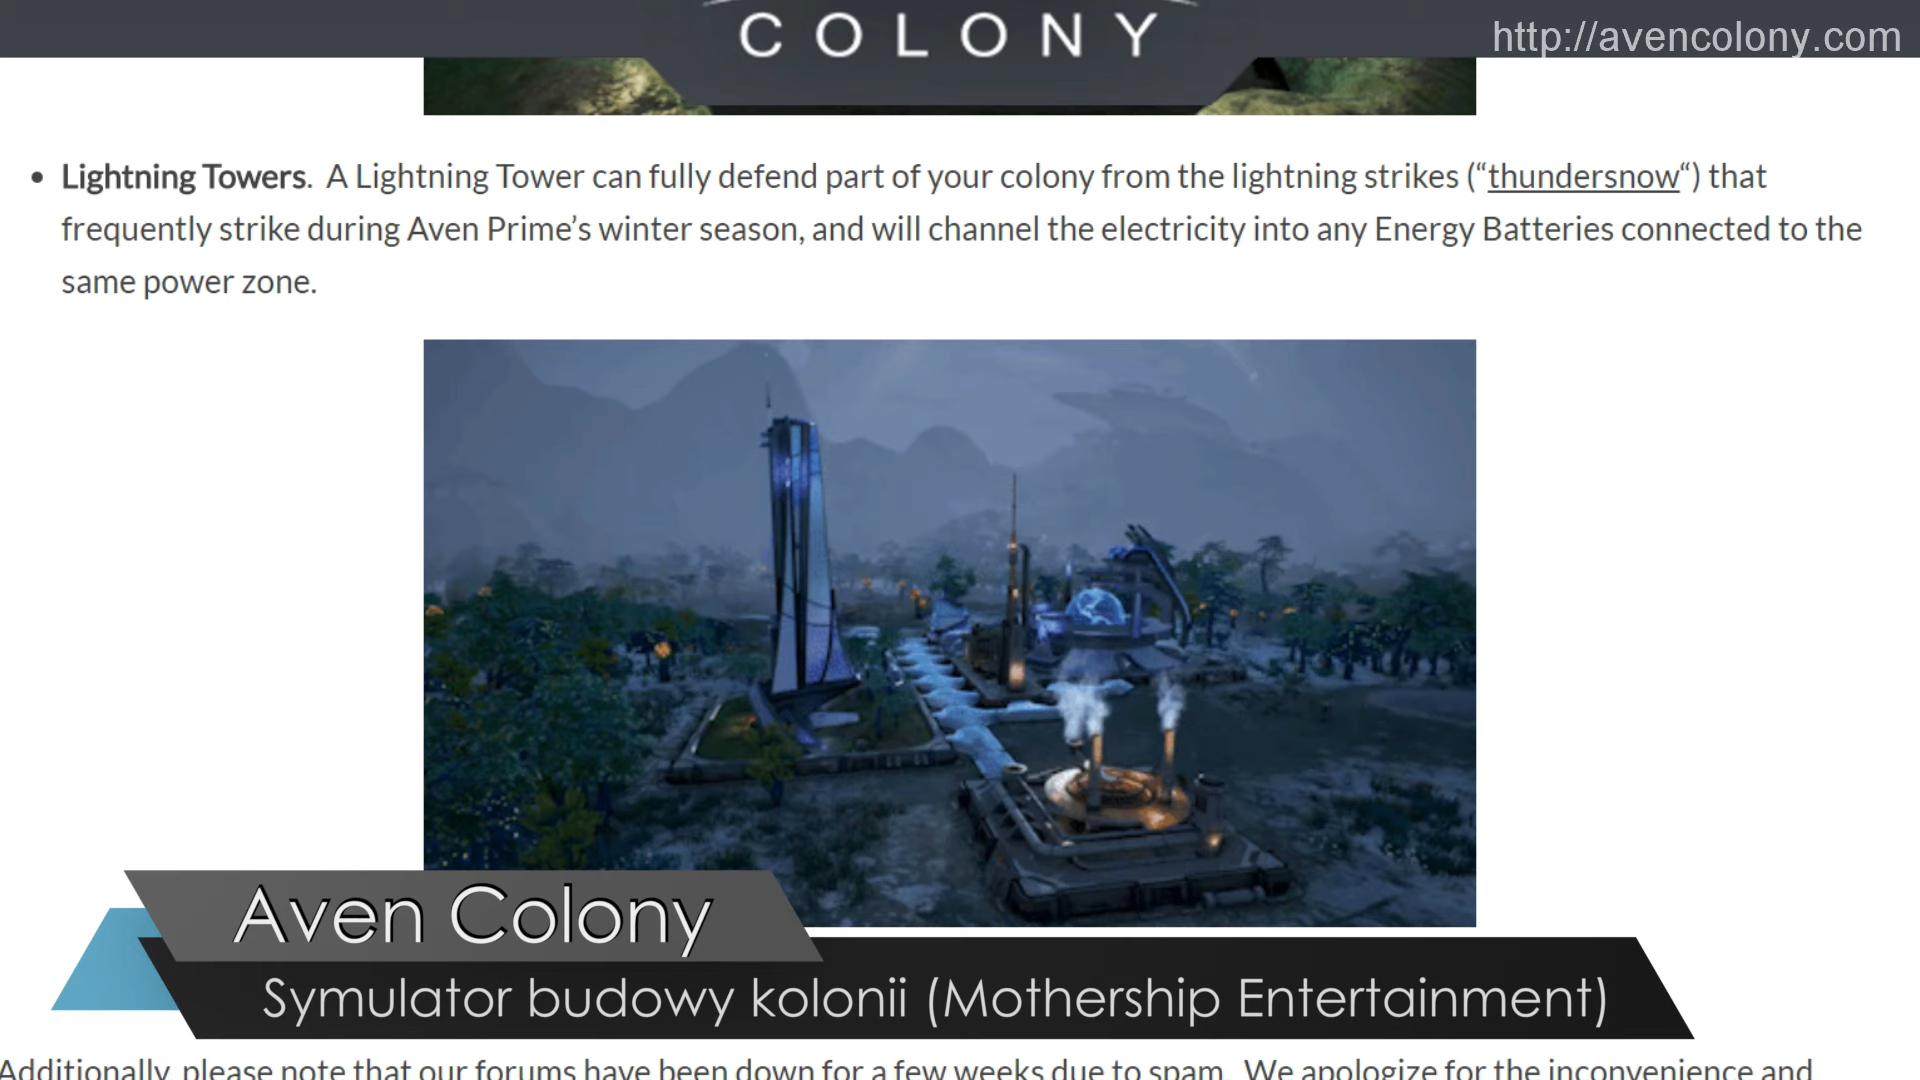 COLONY
http://avencolony.com
Lightning Towers. A Lightning Tower can fully defend part of your colony from the lightning strikes (“thundersnow“) that
frequently strike during Aven Prime’s winter season, and will channel the electricity into any Energy Batteries connected to the
same power zone.
Aven Colony
Symulator budowy kolonii (Mothership Entertainment)
Additionally, please note that our forums have been down for a few weeks due to spam. We apologize for the inconvenience and